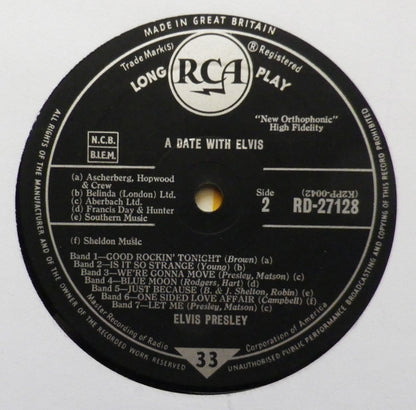 MADE IN GREAT BRITAIN
Trade Mark(s) ® Registered
LONG RCA PLAY
"New Orthophonic"
High Fidelity
N.C.B.
B.I.E.M.
A DATE WITH ELVIS
(a) Ascherberg, Hopwood
& Crew
(b) Belinda (London) Ltd.
(c) Aberbach Ltd.
(d) Francis Day & Hunter
(e) Southern Music
(f) Sheldon Music
Side
2
RD-27128
(K2PP-0042)
Band 1—GOOD ROCKIN' TONIGHT (Brown) (a)
Band 2—IS IT SO STRANGE (Young) (b)
Band 3—WE'RE GONNA MOVE (Presley, Matson) (c)
Band 4—BLUE MOON (Rodgers, Hart) (d)
Band 5—JUST BECAUSE (B. & J. Shelton, Robin) (e)
Band 6—ONE SIDED LOVE AFFAIR (Campbell) (f)
Band 7—LET ME (Presley, Matson) (c)
ELVIS PRESLEY
Master Recording of Radio Corporation of America
33
ALL RIGHTS OF THE MANUFACTURER AND OF THE OWNER OF THE RECORDED WORK RESERVED
UNAUTHORISED PUBLIC PERFORMANCE BROADCASTING AND COPYING OF THIS RECORD PROHIBITED